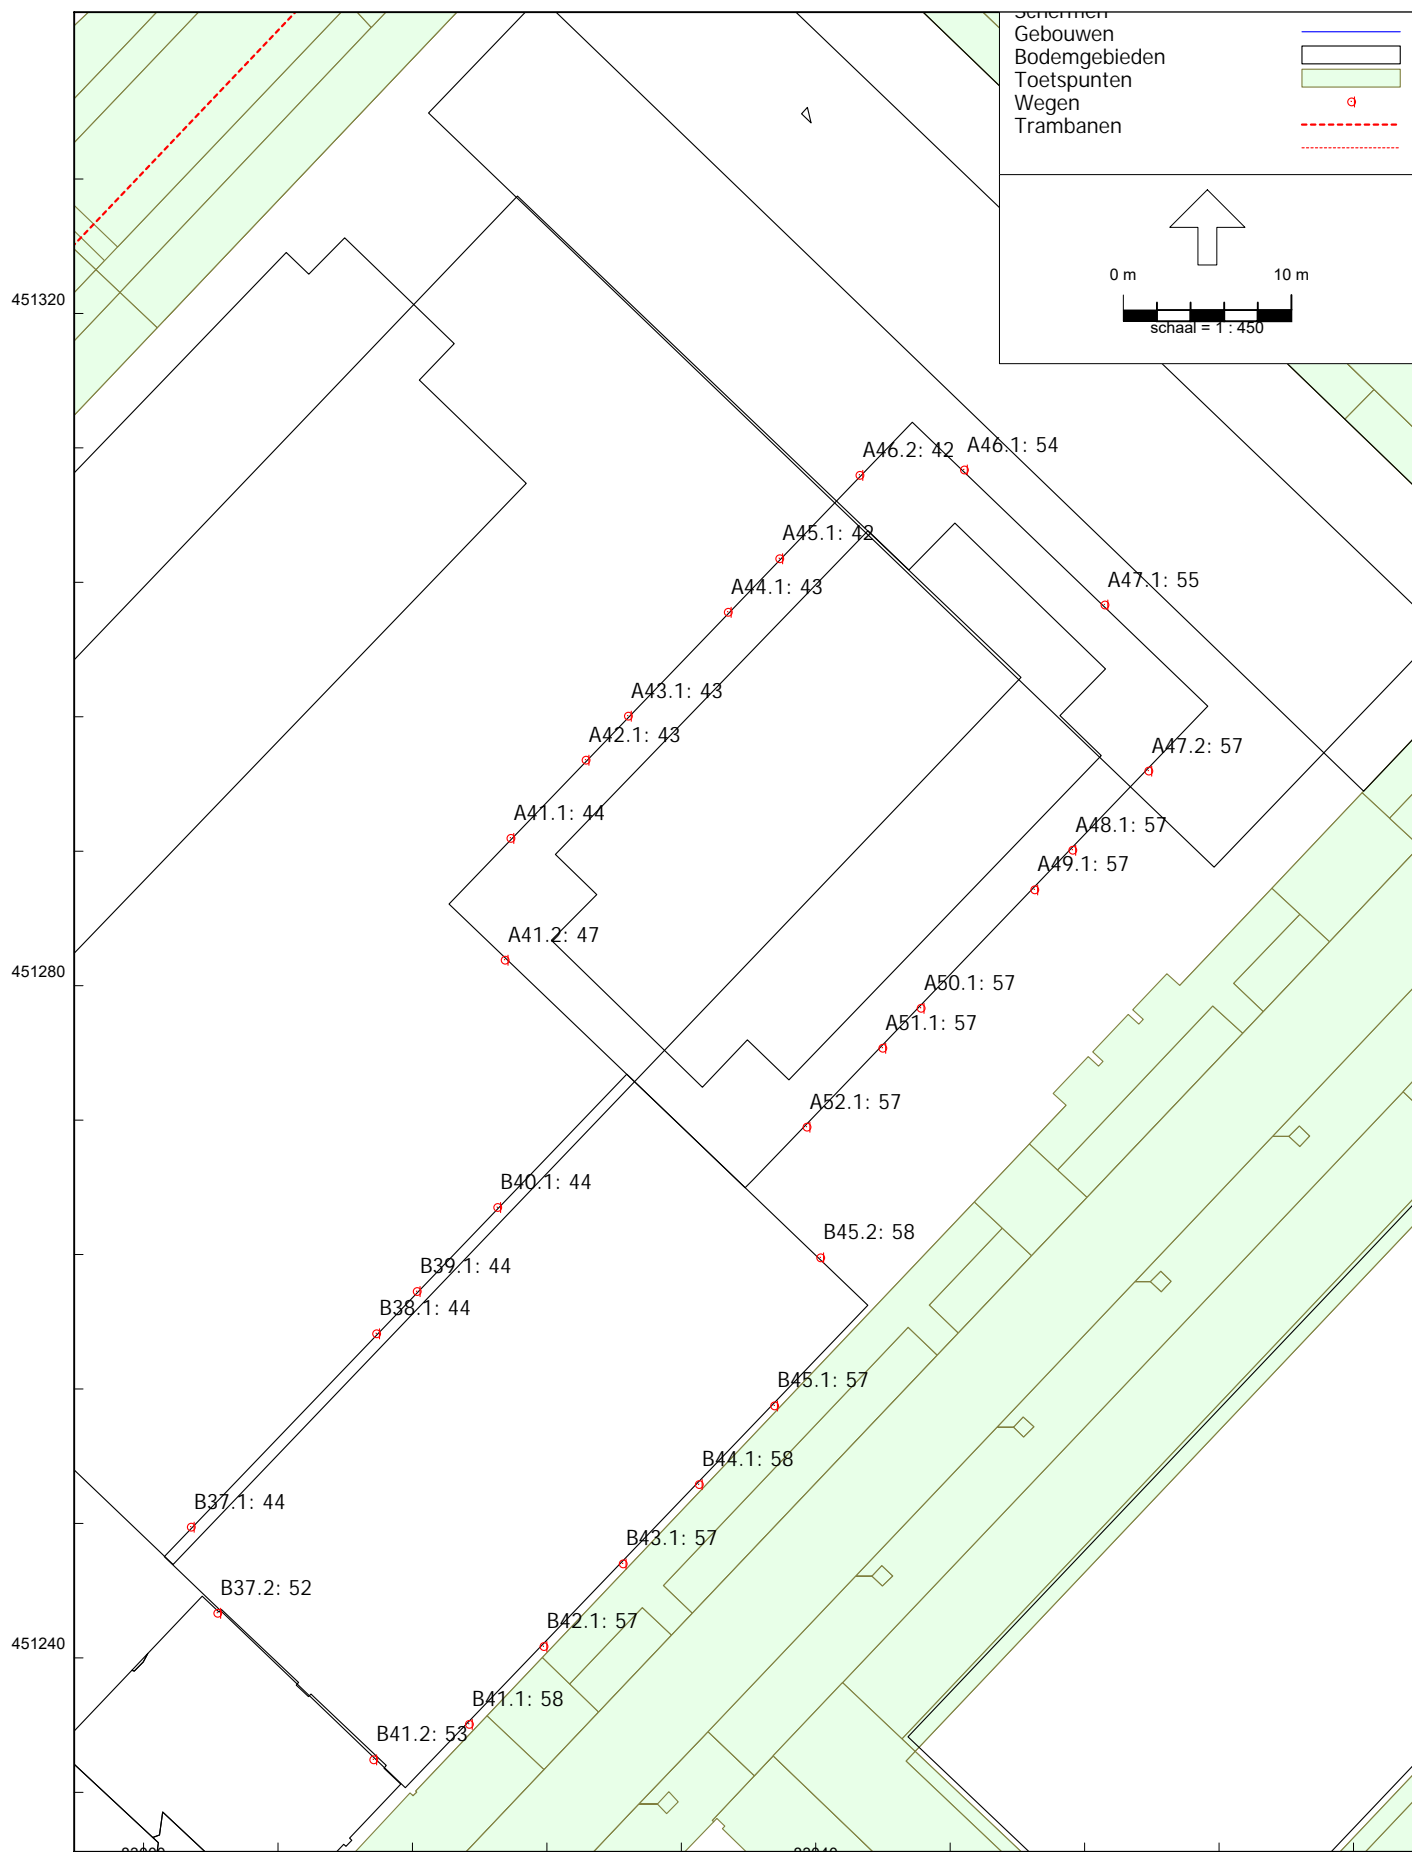 Schermen
Gebouwen
Bodemgebieden
Toetspunten
Wegen
Trambanen
0 m 10 m
schaal = 1 : 450
451320
A46.2: 42
A46.1: 54
A45.1: 42
A44.1: 43
A47.1: 55
A43.1: 43
A42.1: 43
A47.2: 57
A41.1: 44
A48.1: 57
A49.1: 57
A41.2: 47
451280
A50.1: 57
A51.1: 57
A52.1: 57
B40.1: 44
B45.2: 58
B39.1: 44
B38.1: 44
B45.1: 57
B44.1: 58
B37.1: 44
B43.1: 57
B37.2: 52
B42.1: 57
451240
B41.1: 58
B41.2: 53